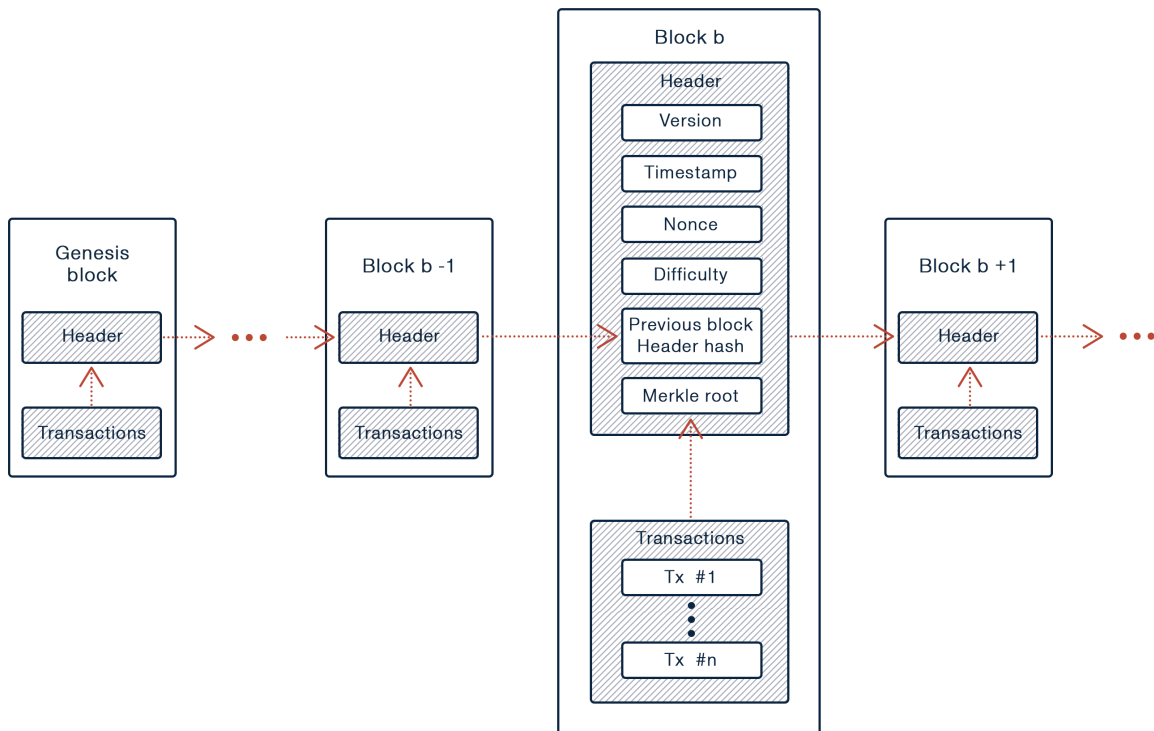 Genesis
block
Header
Transactions
Block b -1
Header
Transactions
Block b
Header
Version
Timestamp
Nonce
Difficulty
Previous block
Header hash
Merkle root
Transactions
Tx #1
Tx #n
Block b +1
Header
Transactions